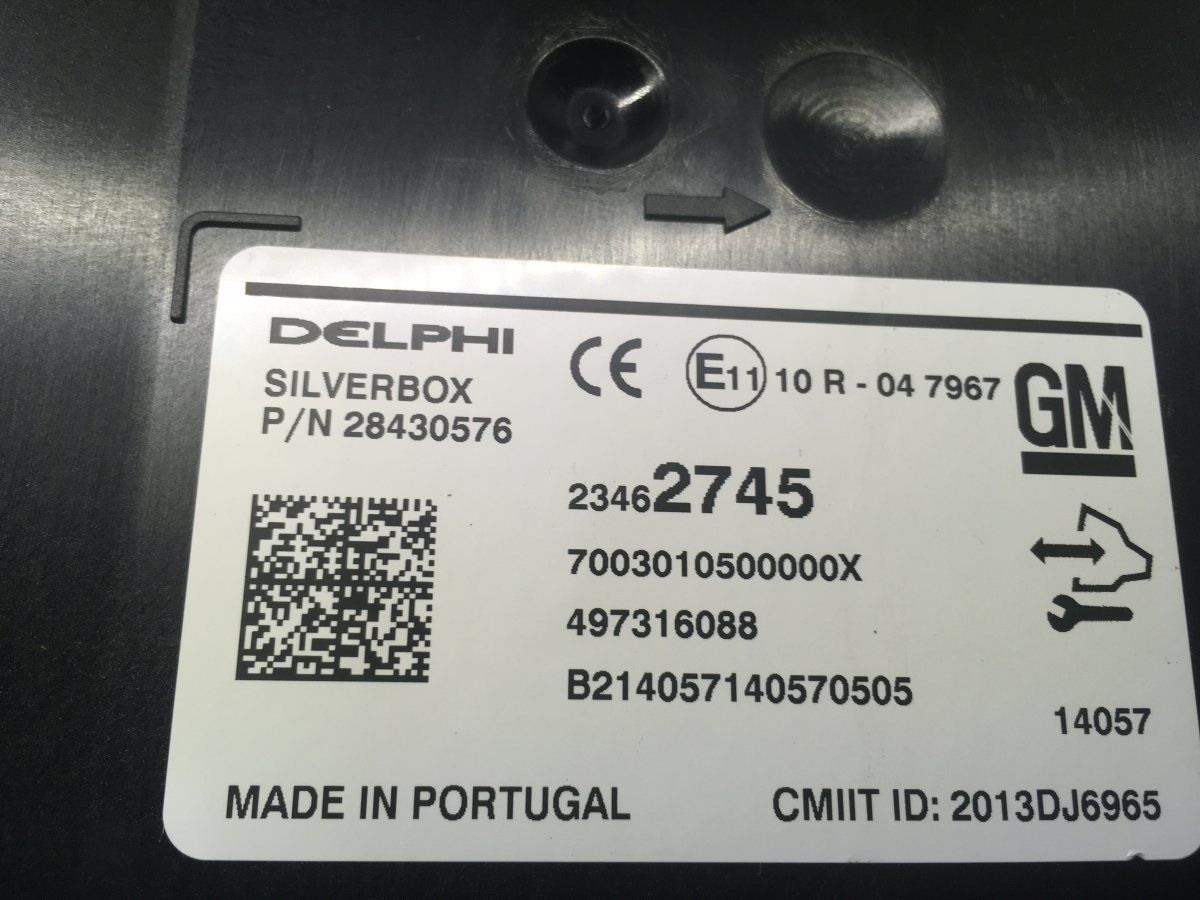 DELPHI
SILVERBOX
P/N 28430576
CE
E11 10 R - 04 7967
GM
23462745
7003010500000X
497316088
B214057140570505
14057
MADE IN PORTUGAL
CMIIT ID: 2013DJ6965